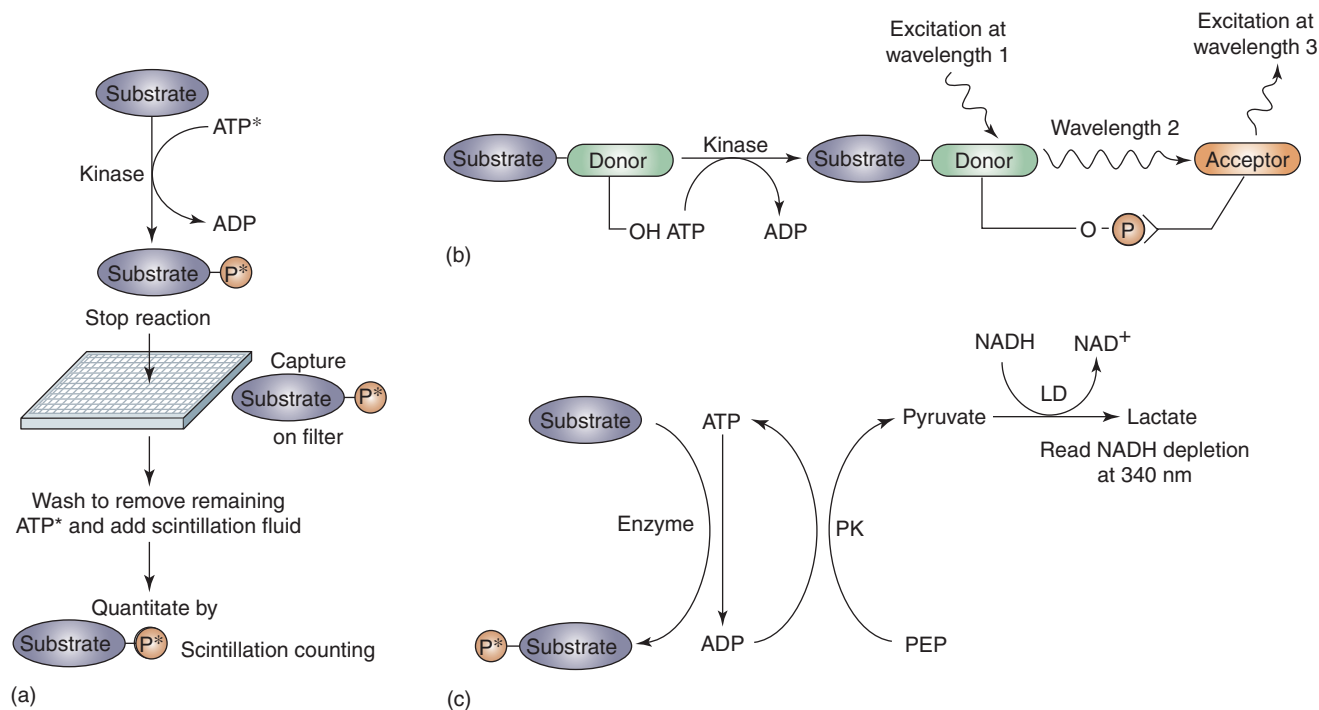 Substrate
ATP*
Kinase
ADP
Substrate
P*
Stop reaction
Capture
Substrate
P*
on filter
Wash to remove remaining
ATP* and add scintillation fluid
Quantitate by
Substrate
P*
Scintillation counting
(a)
Excitation at
wavelength 1
Excitation at
wavelength 3
Substrate
Donor
Kinase
Substrate
Donor
Wavelength 2
Acceptor
OH ATP
ADP
O
P
(b)
NADH
NAD+
LD
Substrate
ATP
Pyruvate
Lactate
Read NADH depletion
at 340 nm
Enzyme
PK
P*
Substrate
ADP
PEP
(c)